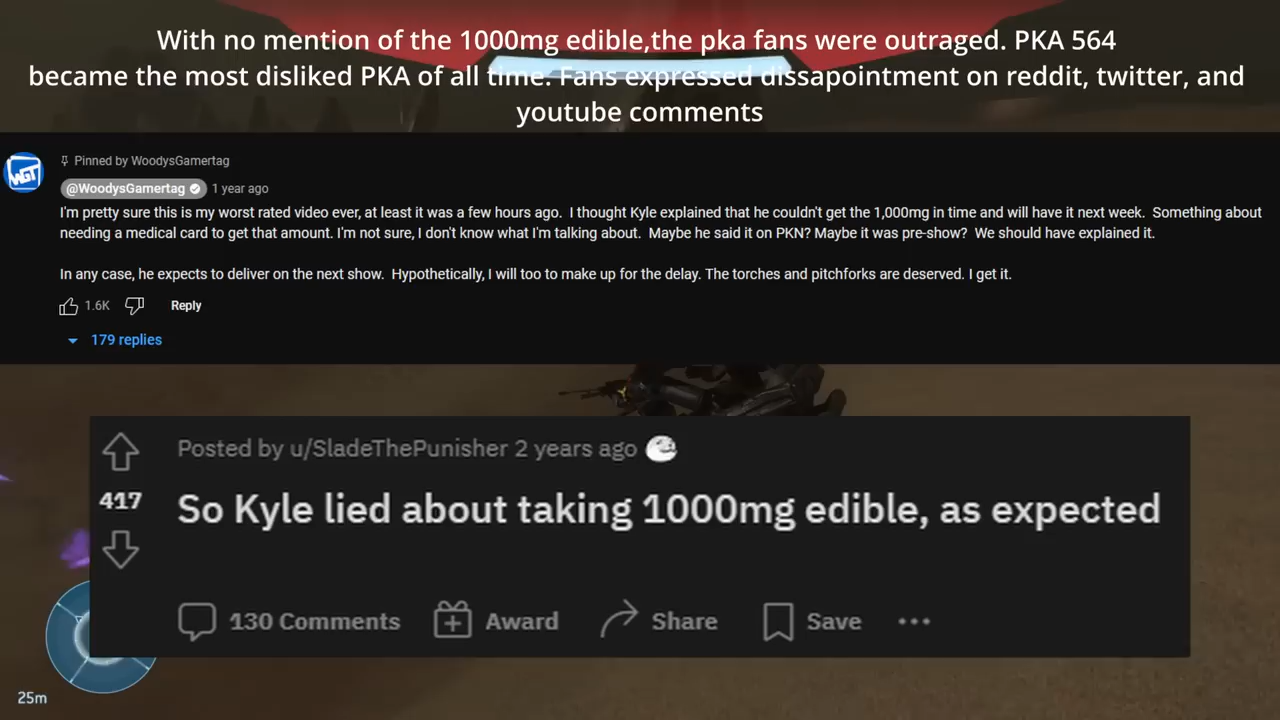 With no mention of the 1000mg edible,the pka fans were outraged. PKA 564
became the most disliked PKA of all time. Fans expressed dissapointment on reddit, twitter, and
youtube comments
Pinned by WoodysGamertag
WGT
@WoodysGamertag 1 year ago
I'm pretty sure this is my worst rated video ever, at least it was a few hours ago. I thought Kyle explained that he couldn't get the 1,000mg in time and will have it next week. Something about
needing a medical card to get that amount. I'm not sure, I don't know what I'm talking about. Maybe he said it on PKN? Maybe it was pre-show? We should have explained it.
In any case, he expects to deliver on the next show. Hypothetically, I will too to make up for the delay. The torches and pitchforks are deserved. I get it.
1.6K Reply
179 replies
Posted by u/SladeThePunisher 2 years ago
417
So Kyle lied about taking 1000mg edible, as expected
130 Comments Award Share Save
25m